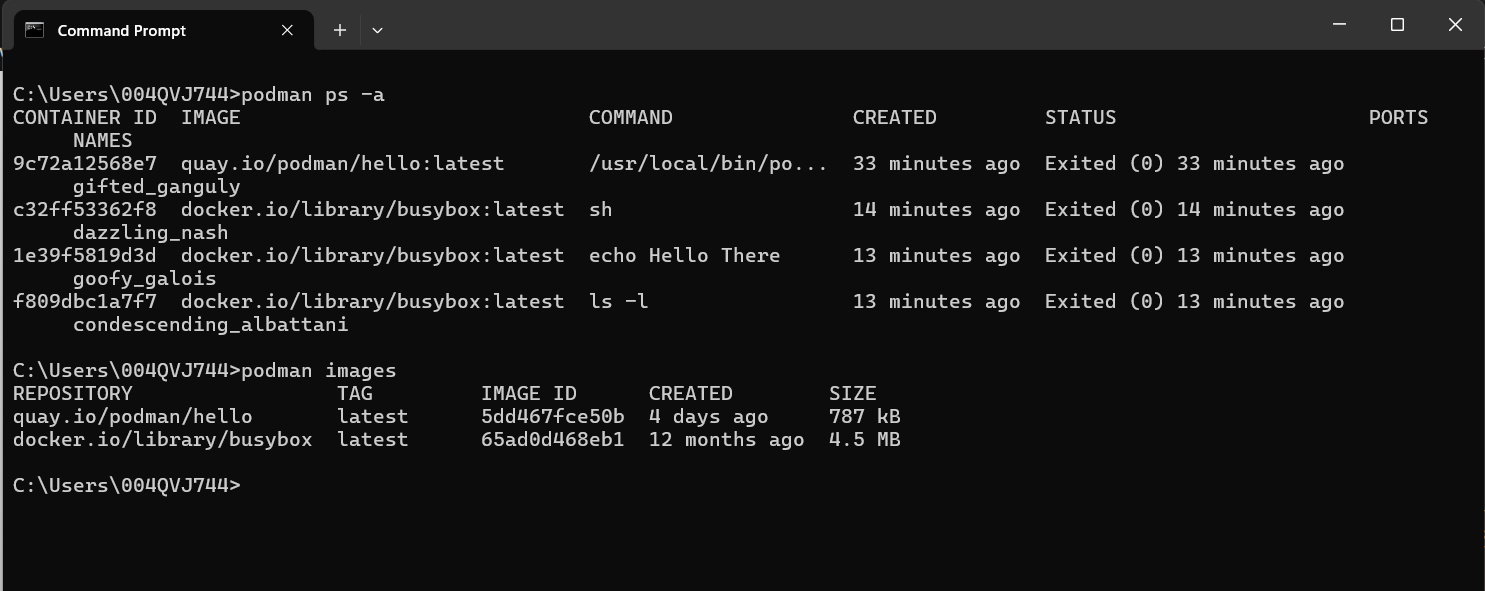 Command Prompt
C:\Users\004QVJ744>podman ps -a
CONTAINER ID  IMAGE                             COMMAND               CREATED         STATUS                     PORTS
     NAMES
9c72a12568e7  quay.io/podman/hello:latest       /usr/local/bin/po...  33 minutes ago  Exited (0) 33 minutes ago
     gifted_ganguly
c32ff53362f8  docker.io/library/busybox:latest  sh                    14 minutes ago  Exited (0) 14 minutes ago
     dazzling_nash
1e39f5819d3d  docker.io/library/busybox:latest  echo Hello There      13 minutes ago  Exited (0) 13 minutes ago
     goofy_galois
f809dbc1a7f7  docker.io/library/busybox:latest  ls -l                 13 minutes ago  Exited (0) 13 minutes ago
     condescending_albattani
C:\Users\004QVJ744>podman images
REPOSITORY                 TAG         IMAGE ID      CREATED        SIZE
quay.io/podman/hello       latest      5dd467fce50b  4 days ago     787 kB
docker.io/library/busybox  latest      65ad0d468eb1  12 months ago  4.5 MB
C:\Users\004QVJ744>